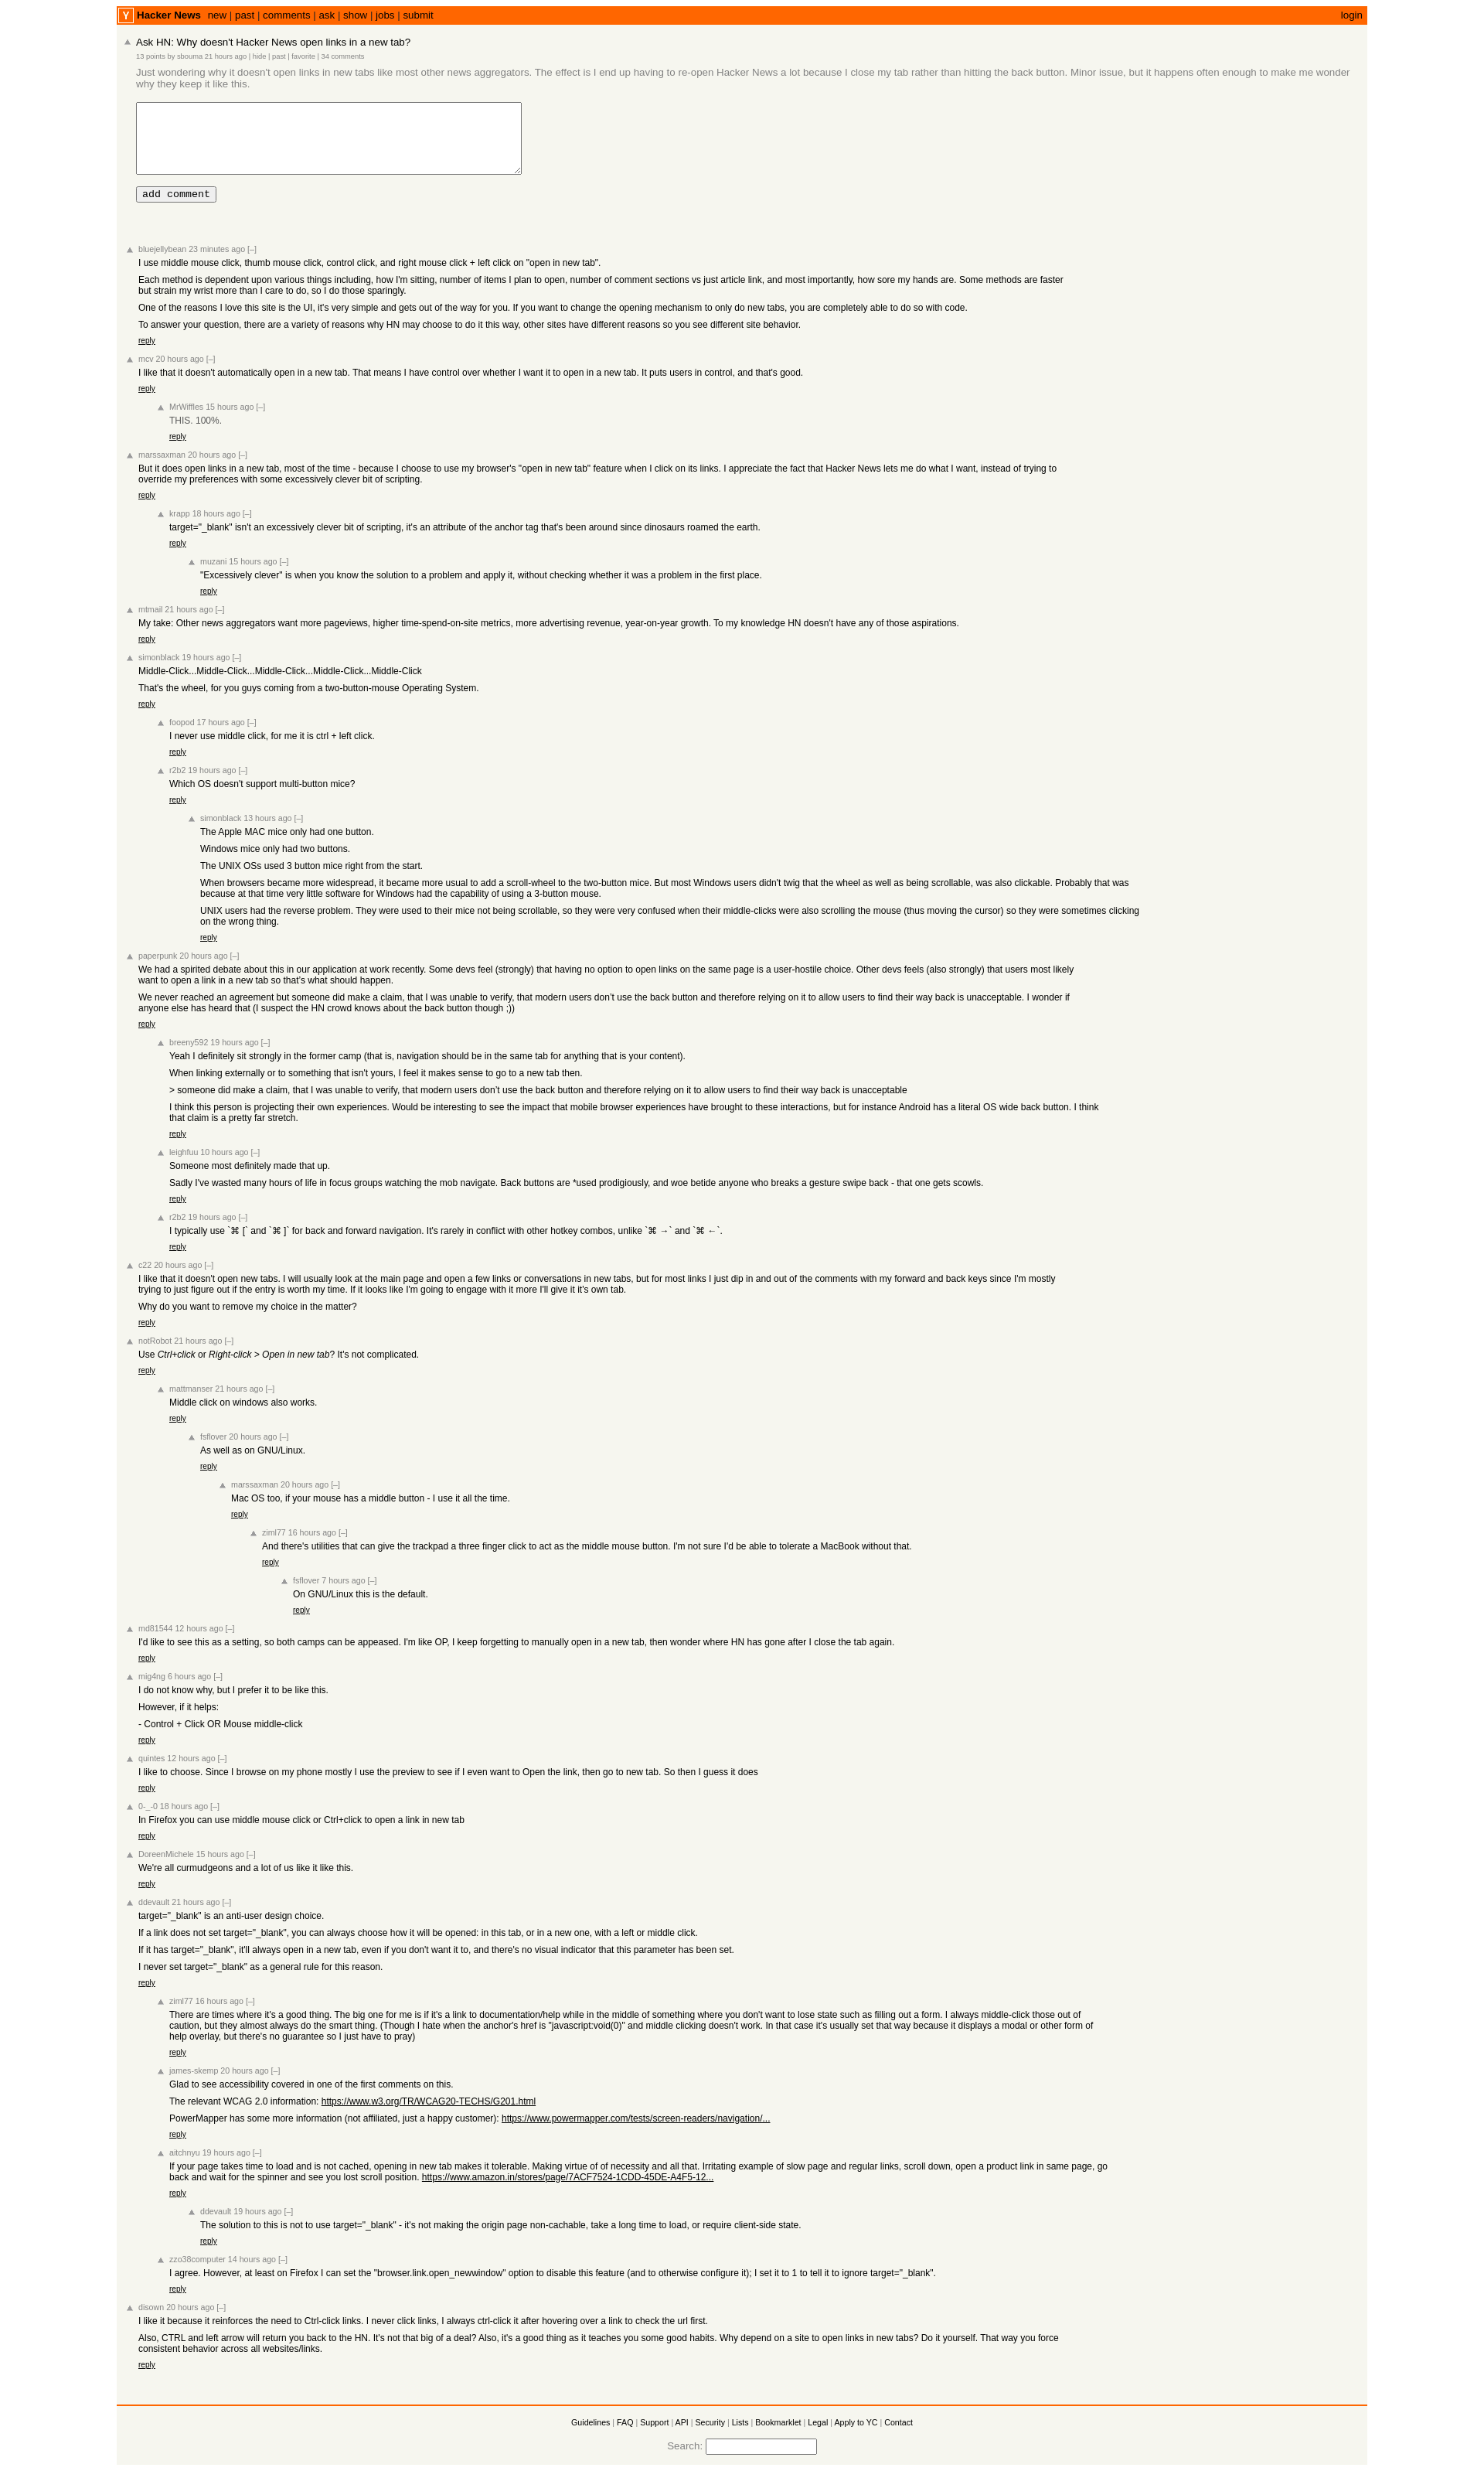 Y Hacker News new | past | comments | ask | show | jobs | submit login
Ask HN: Why doesn't Hacker News open links in a new tab?
13 points by sbouma 21 hours ago | hide | past | favorite | 34 comments
Just wondering why it doesn't open links in new tabs like most other news aggregators. The effect is I end up having to re-open Hacker News a lot because I close my tab rather than hitting the back button. Minor issue, but it happens often enough to make me wonder
why they keep it like this.
add comment
bluejellybean 23 minutes ago [–]
I use middle mouse click, thumb mouse click, control click, and right mouse click + left click on "open in new tab".
Each method is dependent upon various things including, how I'm sitting, number of items I plan to open, number of comment sections vs just article link, and most importantly, how sore my hands are. Some methods are faster
but strain my wrist more than I care to do, so I do those sparingly.
One of the reasons I love this site is the UI, it's very simple and gets out of the way for you. If you want to change the opening mechanism to only do new tabs, you are completely able to do so with code.
To answer your question, there are a variety of reasons why HN may choose to do it this way, other sites have different reasons so you see different site behavior.
reply
mcv 20 hours ago [–]
I like that it doesn't automatically open in a new tab. That means I have control over whether I want it to open in a new tab. It puts users in control, and that's good.
reply
MrWiffles 15 hours ago [–]
THIS. 100%.
reply
marssaxman 20 hours ago [–]
But it does open links in a new tab, most of the time - because I choose to use my browser's "open in new tab" feature when I click on its links. I appreciate the fact that Hacker News lets me do what I want, instead of trying to
override my preferences with some excessively clever bit of scripting.
reply
krapp 18 hours ago [–]
target="_blank" isn't an excessively clever bit of scripting, it's an attribute of the anchor tag that's been around since dinosaurs roamed the earth.
reply
muzani 15 hours ago [–]
"Excessively clever" is when you know the solution to a problem and apply it, without checking whether it was a problem in the first place.
reply
mtmail 21 hours ago [–]
My take: Other news aggregators want more pageviews, higher time-spend-on-site metrics, more advertising revenue, year-on-year growth. To my knowledge HN doesn't have any of those aspirations.
reply
simonblack 19 hours ago [–]
Middle-Click...Middle-Click...Middle-Click...Middle-Click...Middle-Click
That's the wheel, for you guys coming from a two-button-mouse Operating System.
reply
foopod 17 hours ago [–]
I never use middle click, for me it is ctrl + left click.
reply
r2b2 19 hours ago [–]
Which OS doesn't support multi-button mice?
reply
simonblack 13 hours ago [–]
The Apple MAC mice only had one button.
Windows mice only had two buttons.
The UNIX OSs used 3 button mice right from the start.
When browsers became more widespread, it became more usual to add a scroll-wheel to the two-button mice. But most Windows users didn't twig that the wheel as well as being scrollable, was also clickable. Probably that was
because at that time very little software for Windows had the capability of using a 3-button mouse.
UNIX users had the reverse problem. They were used to their mice not being scrollable, so they were very confused when their middle-clicks were also scrolling the mouse (thus moving the cursor) so they were sometimes clicking
on the wrong thing.
reply
paperpunk 20 hours ago [–]
We had a spirited debate about this in our application at work recently. Some devs feel (strongly) that having no option to open links on the same page is a user-hostile choice. Other devs feels (also strongly) that users most likely
want to open a link in a new tab so that's what should happen.
We never reached an agreement but someone did make a claim, that I was unable to verify, that modern users don't use the back button and therefore relying on it to allow users to find their way back is unacceptable. I wonder if
anyone else has heard that (I suspect the HN crowd knows about the back button though ;))
reply
breeny592 19 hours ago [–]
Yeah I definitely sit strongly in the former camp (that is, navigation should be in the same tab for anything that is your content).
When linking externally or to something that isn't yours, I feel it makes sense to go to a new tab then.
> someone did make a claim, that I was unable to verify, that modern users don't use the back button and therefore relying on it to allow users to find their way back is unacceptable
I think this person is projecting their own experiences. Would be interesting to see the impact that mobile browser experiences have brought to these interactions, but for instance Android has a literal OS wide back button. I think
that claim is a pretty far stretch.
reply
leighfuu 10 hours ago [–]
Someone most definitely made that up.
Sadly I've wasted many hours of life in focus groups watching the mob navigate. Back buttons are *used prodigiously, and woe betide anyone who breaks a gesture swipe back - that one gets scowls.
reply
r2b2 19 hours ago [–]
I typically use `⌘ [` and `⌘ ]` for back and forward navigation. It's rarely in conflict with other hotkey combos, unlike `⌘ →` and `⌘ ←`.
reply
c22 20 hours ago [–]
I like that it doesn't open new tabs. I will usually look at the main page and open a few links or conversations in new tabs, but for most links I just dip in and out of the comments with my forward and back keys since I'm mostly
trying to just figure out if the entry is worth my time. If it looks like I'm going to engage with it more I'll give it it's own tab.
Why do you want to remove my choice in the matter?
reply
notRobot 21 hours ago [–]
Use Ctrl+click or Right-click > Open in new tab? It's not complicated.
reply
mattmanser 21 hours ago [–]
Middle click on windows also works.
reply
fsflover 20 hours ago [–]
As well as on GNU/Linux.
reply
marssaxman 20 hours ago [–]
Mac OS too, if your mouse has a middle button - I use it all the time.
reply
ziml77 16 hours ago [–]
And there's utilities that can give the trackpad a three finger click to act as the middle mouse button. I'm not sure I'd be able to tolerate a MacBook without that.
reply
fsflover 7 hours ago [–]
On GNU/Linux this is the default.
reply
md81544 12 hours ago [–]
I'd like to see this as a setting, so both camps can be appeased. I'm like OP, I keep forgetting to manually open in a new tab, then wonder where HN has gone after I close the tab again.
reply
mig4ng 6 hours ago [–]
I do not know why, but I prefer it to be like this.
However, if it helps:
- Control + Click OR Mouse middle-click
reply
quintes 12 hours ago [–]
I like to choose. Since I browse on my phone mostly I use the preview to see if I even want to Open the link, then go to new tab. So then I guess it does
reply
0-_-0 18 hours ago [–]
In Firefox you can use middle mouse click or Ctrl+click to open a link in new tab
reply
DoreenMichele 15 hours ago [–]
We're all curmudgeons and a lot of us like it like this.
reply
ddevault 21 hours ago [–]
target="_blank" is an anti-user design choice.
If a link does not set target="_blank", you can always choose how it will be opened: in this tab, or in a new one, with a left or middle click.
If it has target="_blank", it'll always open in a new tab, even if you don't want it to, and there's no visual indicator that this parameter has been set.
I never set target="_blank" as a general rule for this reason.
reply
ziml77 16 hours ago [–]
There are times where it's a good thing. The big one for me is if it's a link to documentation/help while in the middle of something where you don't want to lose state such as filling out a form. I always middle-click those out of
caution, but they almost always do the smart thing. (Though I hate when the anchor's href is "javascript:void(0)" and middle clicking doesn't work. In that case it's usually set that way because it displays a modal or other form of
help overlay, but there's no guarantee so I just have to pray)
reply
james-skemp 20 hours ago [–]
Glad to see accessibility covered in one of the first comments on this.
The relevant WCAG 2.0 information: https://www.w3.org/TR/WCAG20-TECHS/G201.html
PowerMapper has some more information (not affiliated, just a happy customer): https://www.powermapper.com/tests/screen-readers/navigation/...
reply
aitchnyu 19 hours ago [–]
If your page takes time to load and is not cached, opening in new tab makes it tolerable. Making virtue of of necessity and all that. Irritating example of slow page and regular links, scroll down, open a product link in same page, go
back and wait for the spinner and see you lost scroll position. https://www.amazon.in/stores/page/7ACF7524-1CDD-45DE-A4F5-12...
reply
ddevault 19 hours ago [–]
The solution to this is not to use target="_blank" - it's not making the origin page non-cachable, take a long time to load, or require client-side state.
reply
zzo38computer 14 hours ago [–]
I agree. However, at least on Firefox I can set the "browser.link.open_newwindow" option to disable this feature (and to otherwise configure it); I set it to 1 to tell it to ignore target="_blank".
reply
disown 20 hours ago [–]
I like it because it reinforces the need to Ctrl-click links. I never click links, I always ctrl-click it after hovering over a link to check the url first.
Also, CTRL and left arrow will return you back to the HN. It's not that big of a deal? Also, it's a good thing as it teaches you some good habits. Why depend on a site to open links in new tabs? Do it yourself. That way you force
consistent behavior across all websites/links.
reply
Guidelines | FAQ | Support | API | Security | Lists | Bookmarklet | Legal | Apply to YC | Contact
Search: